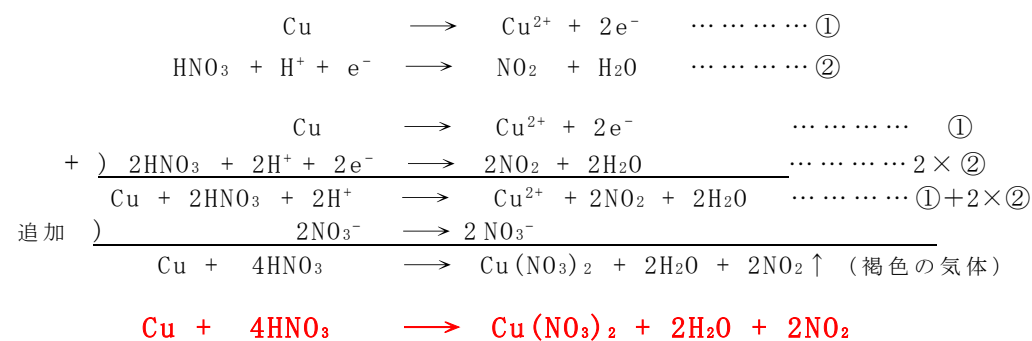 Cu ⟶ Cu²⁺ + 2e⁻ ‥‥‥‥①
HNO₃ + H⁺ + e⁻ ⟶ NO₂ + H₂O ‥‥‥‥②
Cu ⟶ Cu²⁺ + 2e⁻ ‥‥‥‥ ①
+ ) 2HNO₃ + 2H⁺ + 2e⁻ ⟶ 2NO₂ + 2H₂O ‥‥‥‥2×②
Cu + 2HNO₃ + 2H⁺ ⟶ Cu²⁺ + 2NO₂ + 2H₂O ‥‥‥‥①+2×②
追加 ) 2NO₃⁻ ⟶ 2NO₃⁻
Cu + 4HNO₃ ⟶ Cu(NO₃)₂ + 2H₂O + 2NO₂↑ (褐色の気体)
Cu + 4HNO₃ ⟶ Cu(NO₃)₂ + 2H₂O + 2NO₂